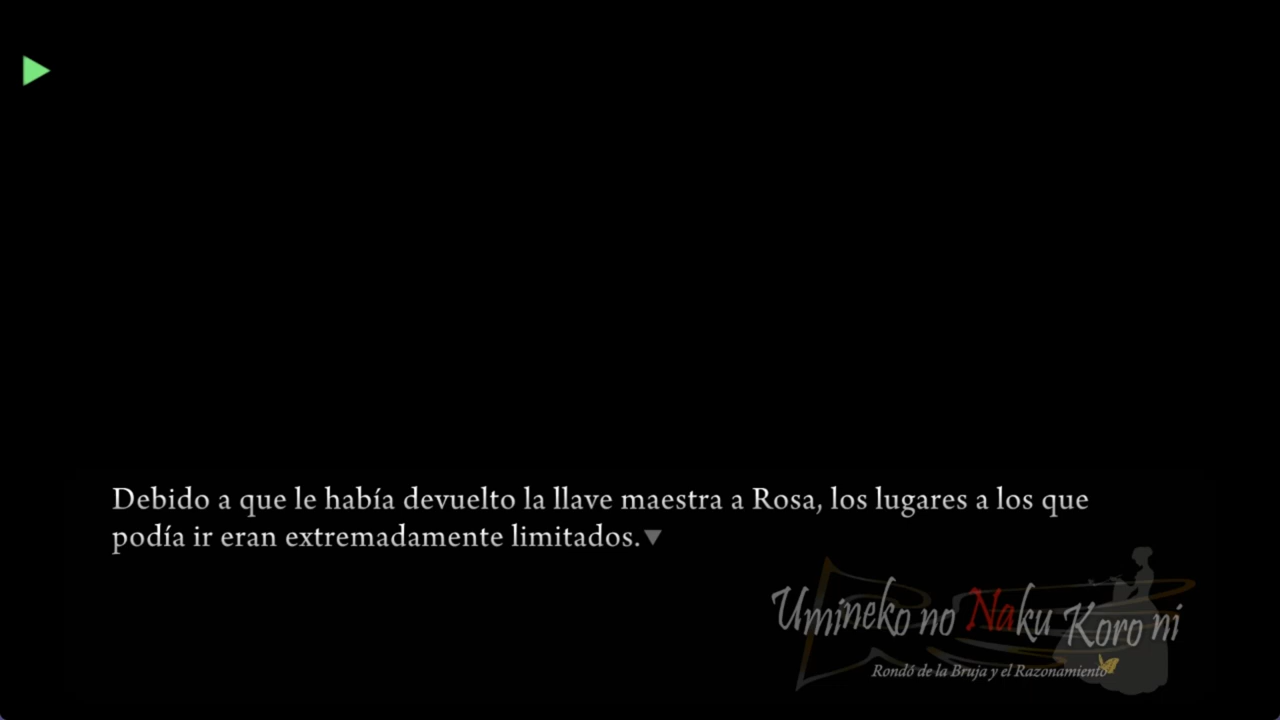 Debido a que le había devuelto la llave maestra a Rosa, los lugares a los que
podía ir eran extremadamente limitados.
Umineko no Naku Koro ni
Rondó de la Bruja y el Razonamiento